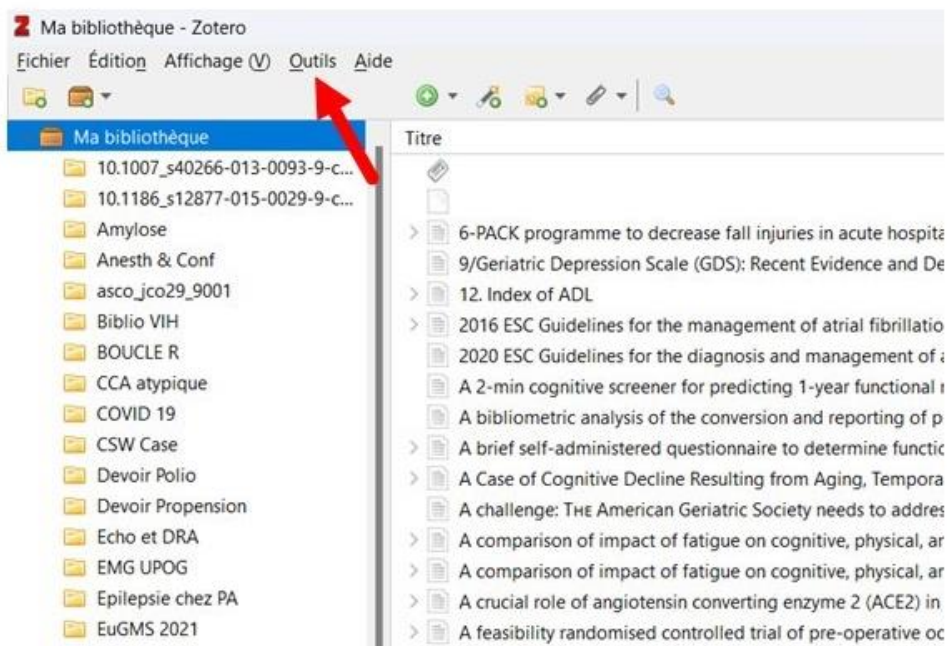 Ma bibliothèque - Zotero
Fichier Édition Affichage (V) Outils Aide
Ma bibliothèque
10.1007_s40266-013-0093-9-c...
10.1186_s12877-015-0029-9-c...
Amylose
Anesth & Conf
asco_jco29_9001
Biblio VIH
BOUCLE R
CCA atypique
COVID 19
CSW Case
Devoir Polio
Devoir Propension
Echo et DRA
EMG UPOG
Epilepsie chez PA
EuGMS 2021
Titre
6-PACK programme to decrease fall injuries in acute hospita
9/Geriatric Depression Scale (GDS): Recent Evidence and De
12. Index of ADL
2016 ESC Guidelines for the management of atrial fibrillatio
2020 ESC Guidelines for the diagnosis and management of a
A 2-min cognitive screener for predicting 1-year functional
A bibliometric analysis of the conversion and reporting of p
A brief self-administered questionnaire to determine functio
A Case of Cognitive Decline Resulting from Aging, Tempora
A challenge: THE American Geriatric Society needs to addres
A comparison of impact of fatigue on cognitive, physical, an
A comparison of impact of fatigue on cognitive, physical, an
A crucial role of angiotensin converting enzyme 2 (ACE2) in
A feasibility randomised controlled trial of pre-operative oc